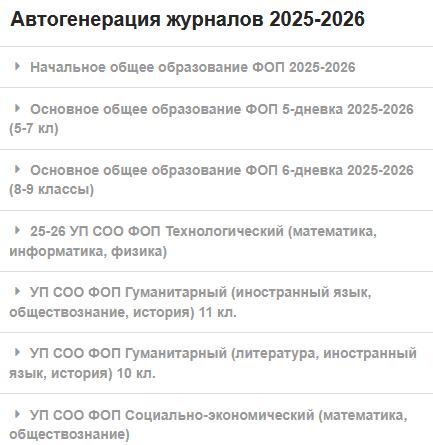 Автогенерация журналов 2025-2026
Начальное общее образование ФОП 2025-2026
Основное общее образование ФОП 5-дневка 2025-2026
(5-7 кл)
Основное общее образование ФОП 6-дневка 2025-2026
(8-9 классы)
25-26 УП СОО ФОП Технологический (математика,
информатика, физика)
УП СОО ФОП Гуманитарный (иностранный язык,
обществознание, история) 11 кл.
УП СОО ФОП Гуманитарный (литература, иностранный
язык, история) 10 кл.
УП СОО ФОП Социально-экономический (математика,
обществознание)